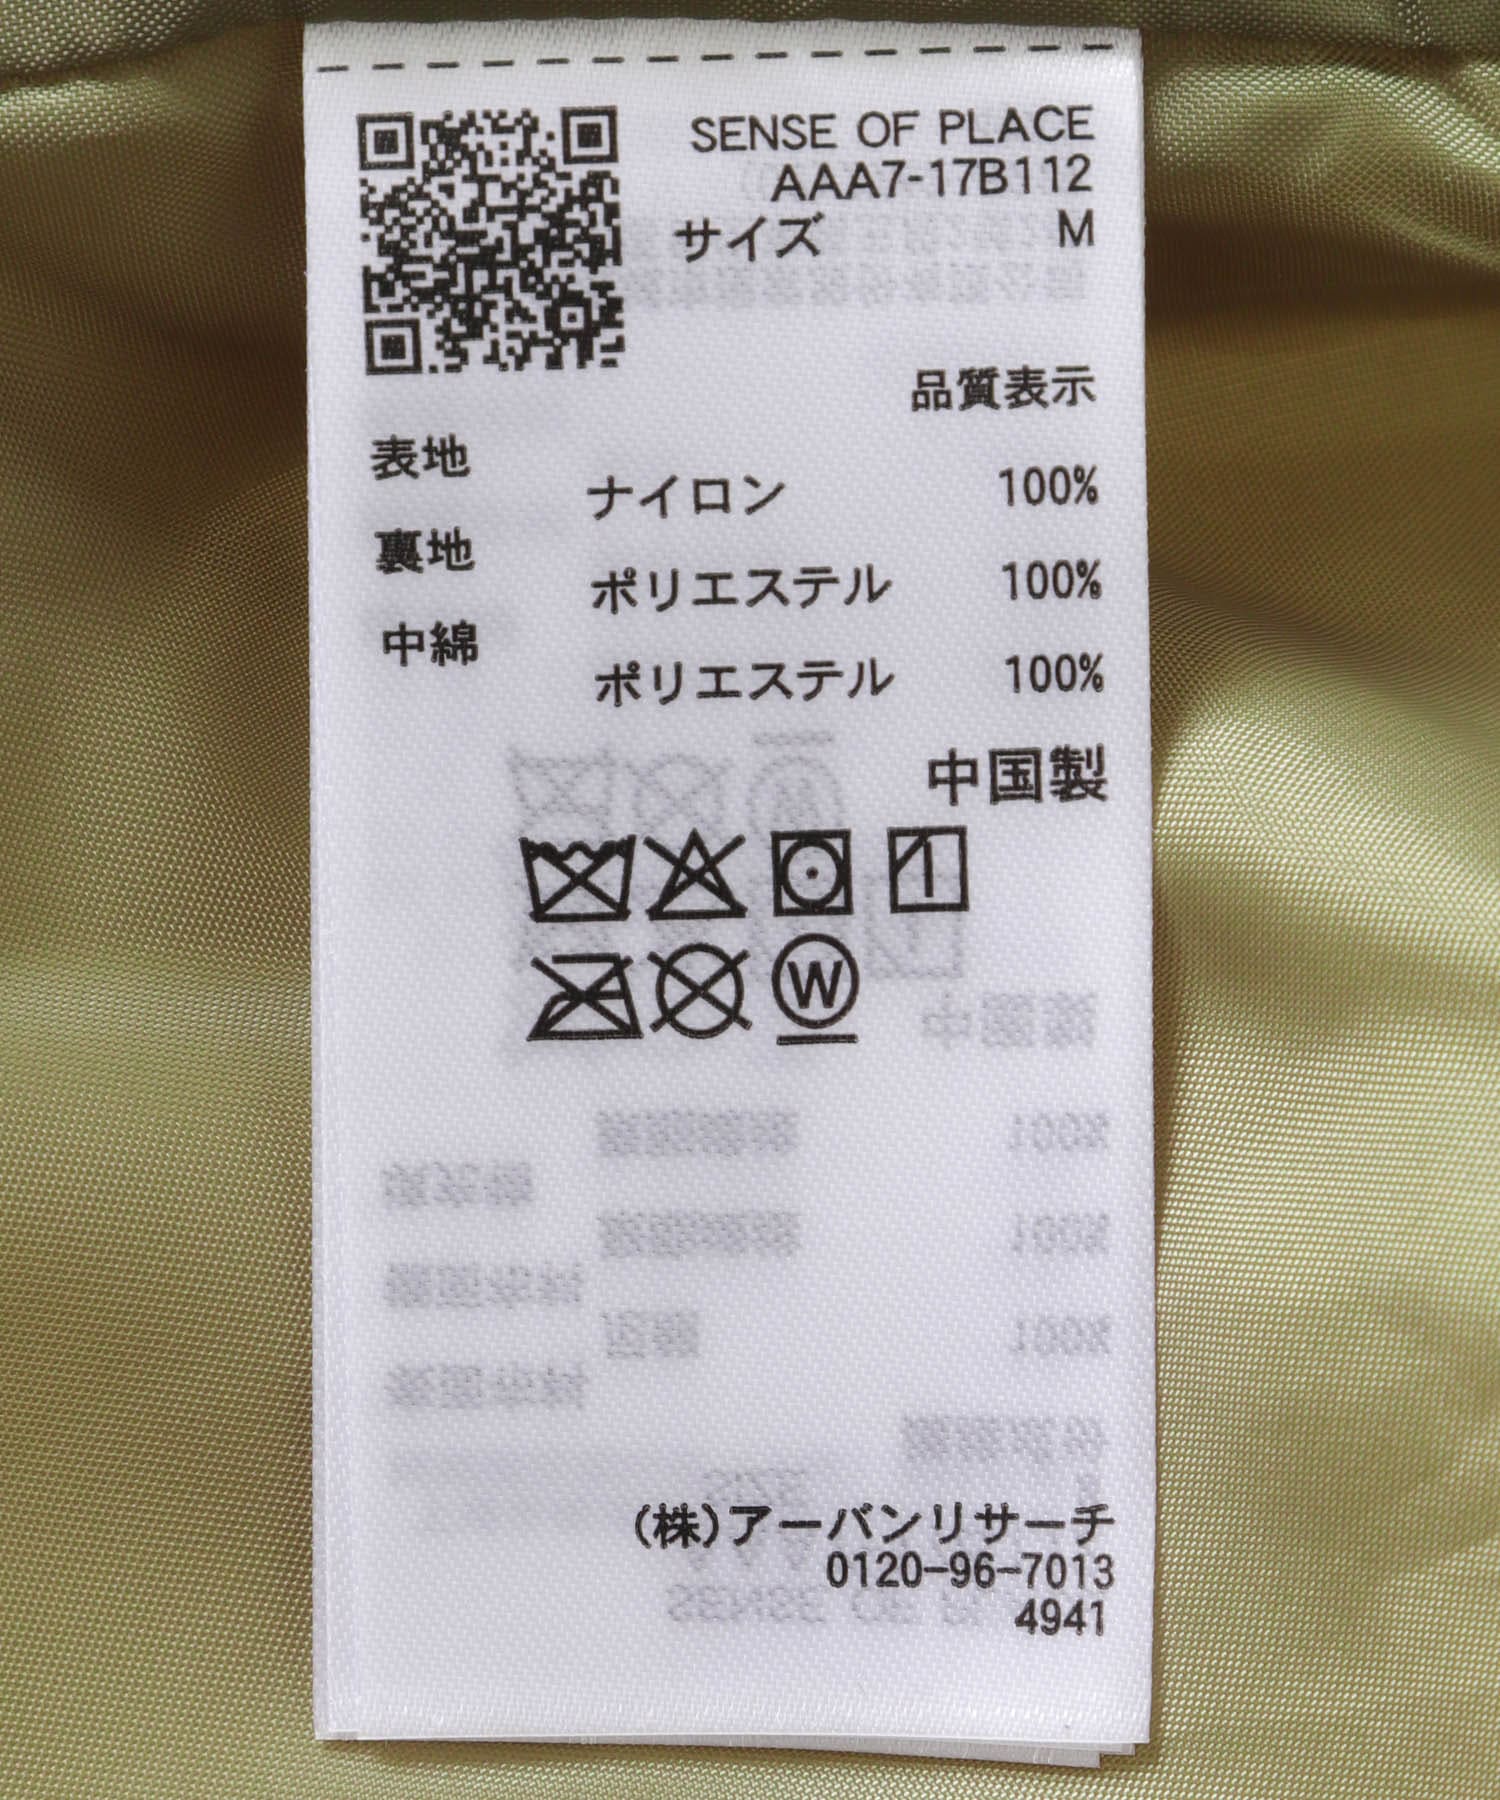 SENSE OF PLACE
AAA7-17B112
サイズ M
品質表示
表地
ナイロン 100%
裏地
ポリエステル 100%
中綿
ポリエステル 100%
中国製
W
(株)アーバンリサーチ
0120-96-7013
4941